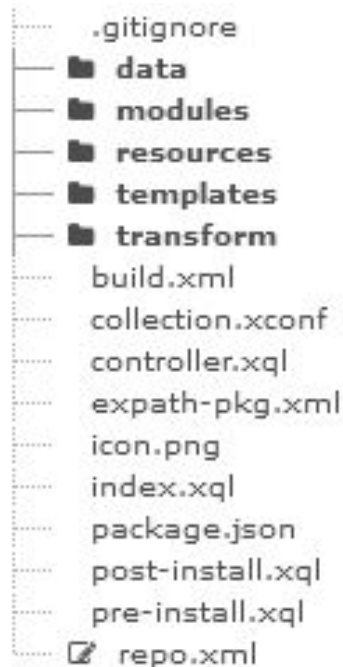 .gitignore
data
modules
resources
templates
transform
build.xml
collection.xconf
controller.xql
expath-pkg.xml
icon.png
index.xql
package.json
post-install.xql
pre-install.xql
repo.xml